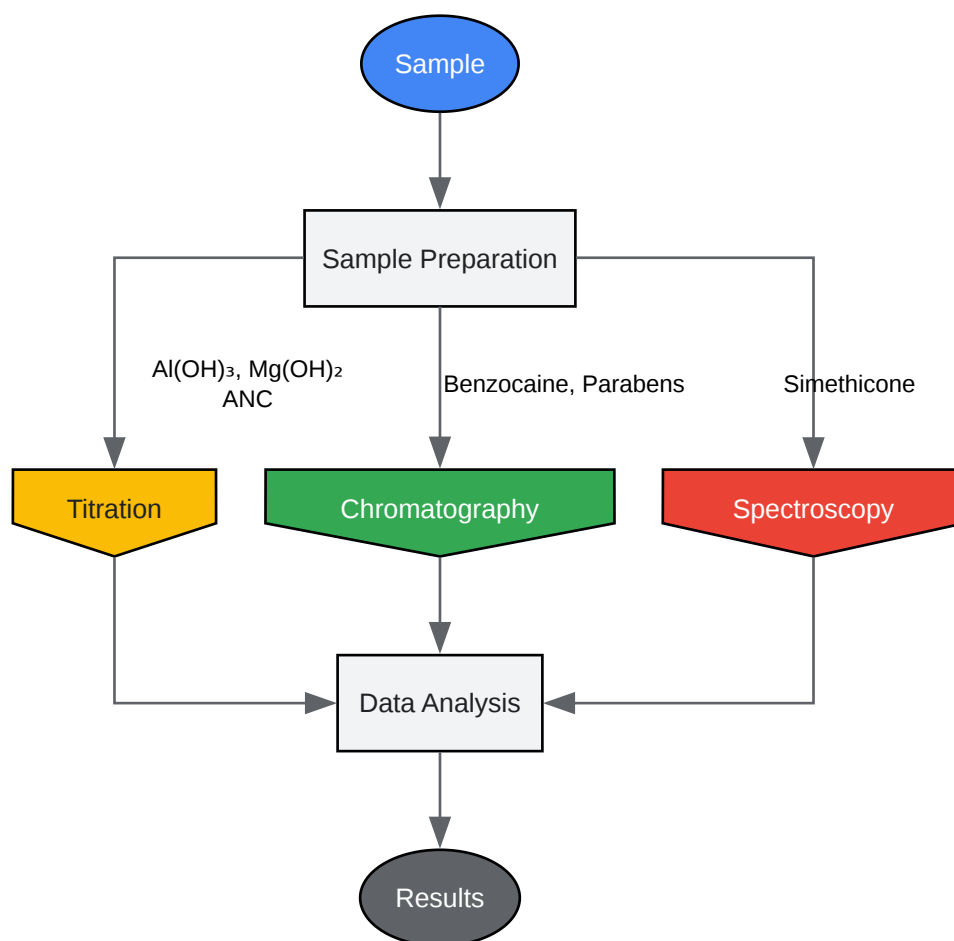 Sample
Sample Preparation
Al(OH)₃, Mg(OH)₂
ANC
Benzocaine, Parabens
Simethicone
Titration
Chromatography
Spectroscopy
Data Analysis
Results